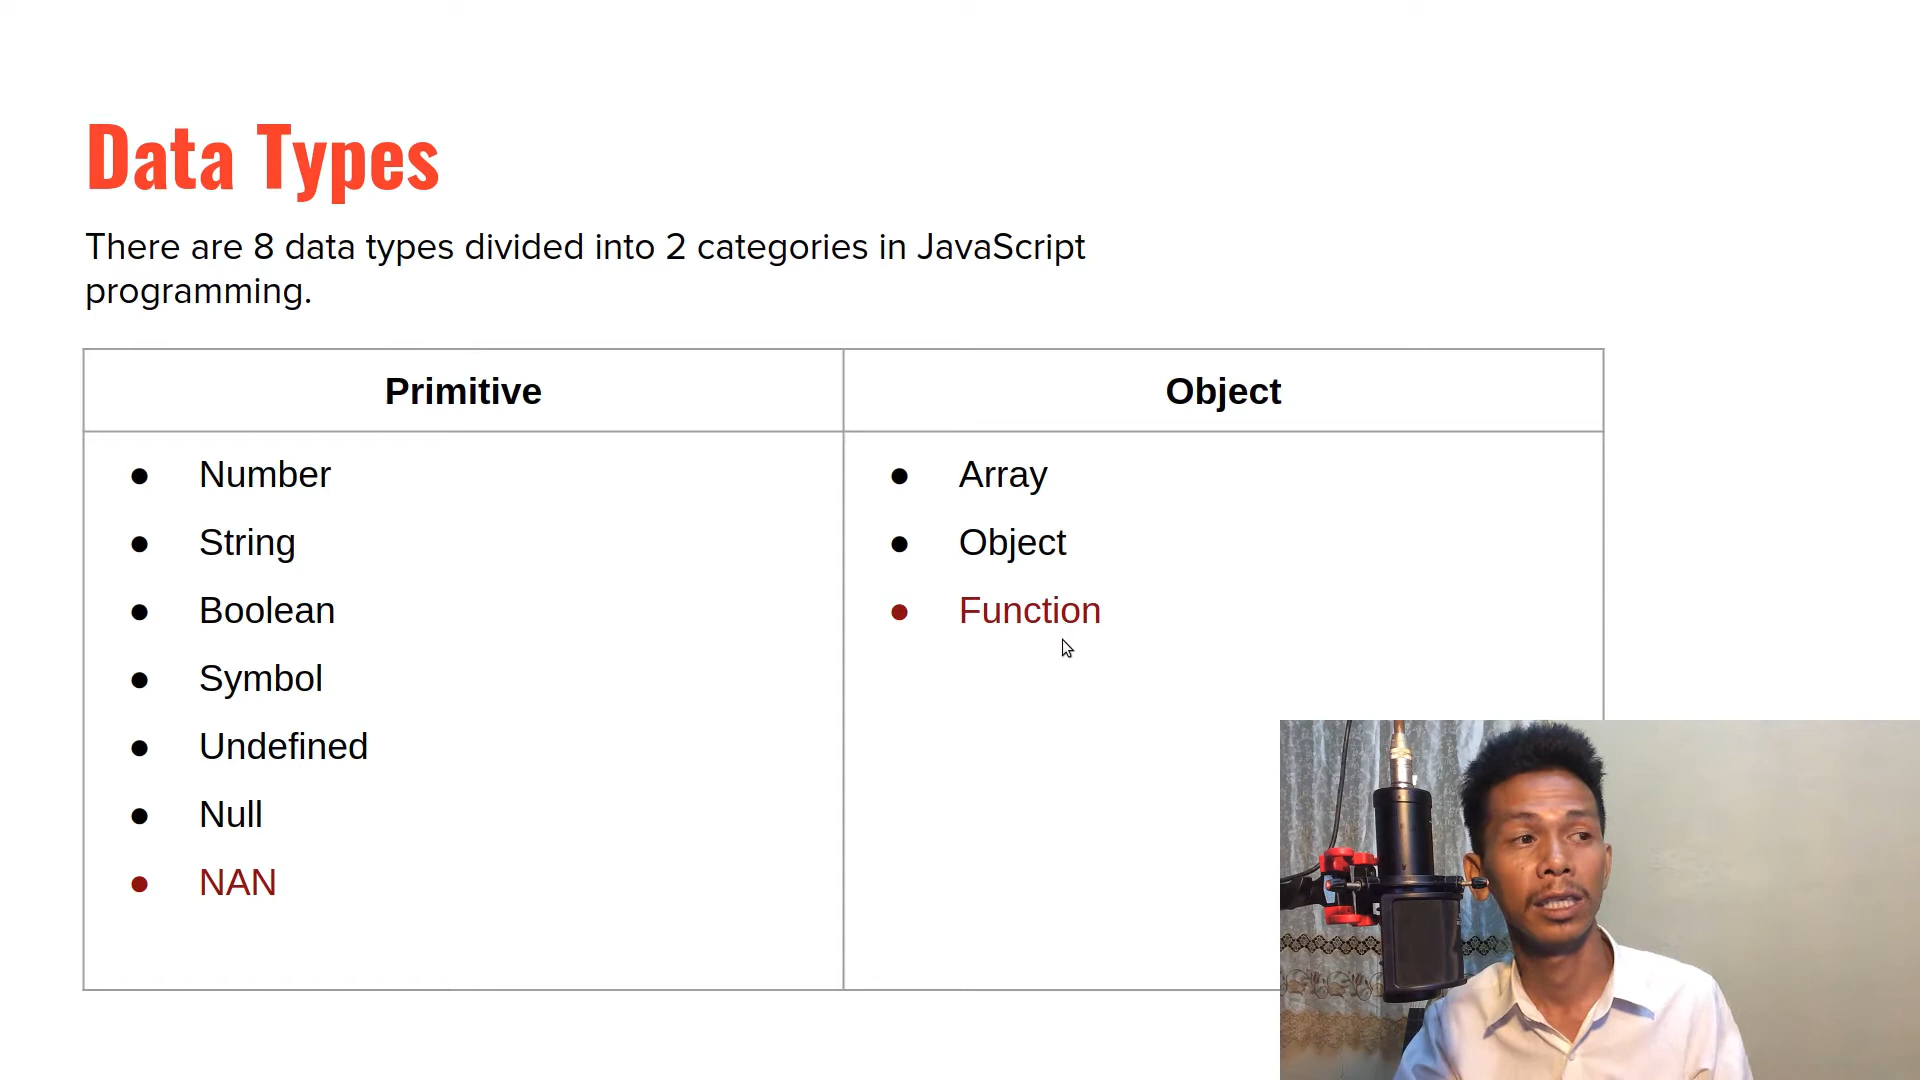 Data Types
There are 8 data types divided into 2 categories in JavaScript
programming.
Primitive
Object
● Number
● String
● Boolean
● Symbol
● Undefined
● Null
● NAN
● Array
● Object
● Function